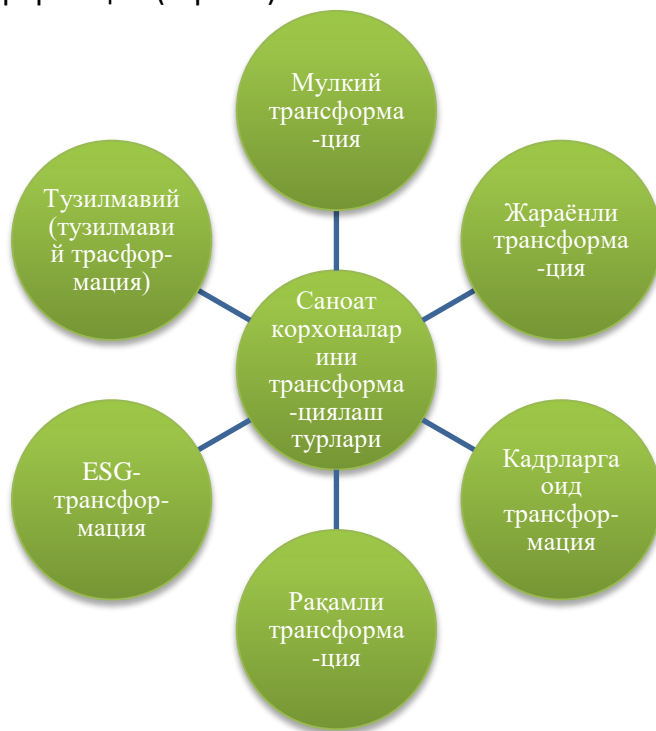 Мулкий
трансформа
-ция
Тузилмавий
(тузилмави
й трасфор-
мация)
Жараёнли
трансформа
-ция
Саноат
корхоналар
ини
трансформа
-циялаш
турлари
ESG-
трансфор-
мация
Кадрларга
оид
трансфор-
мация
Рақамли
трансформа
-ция